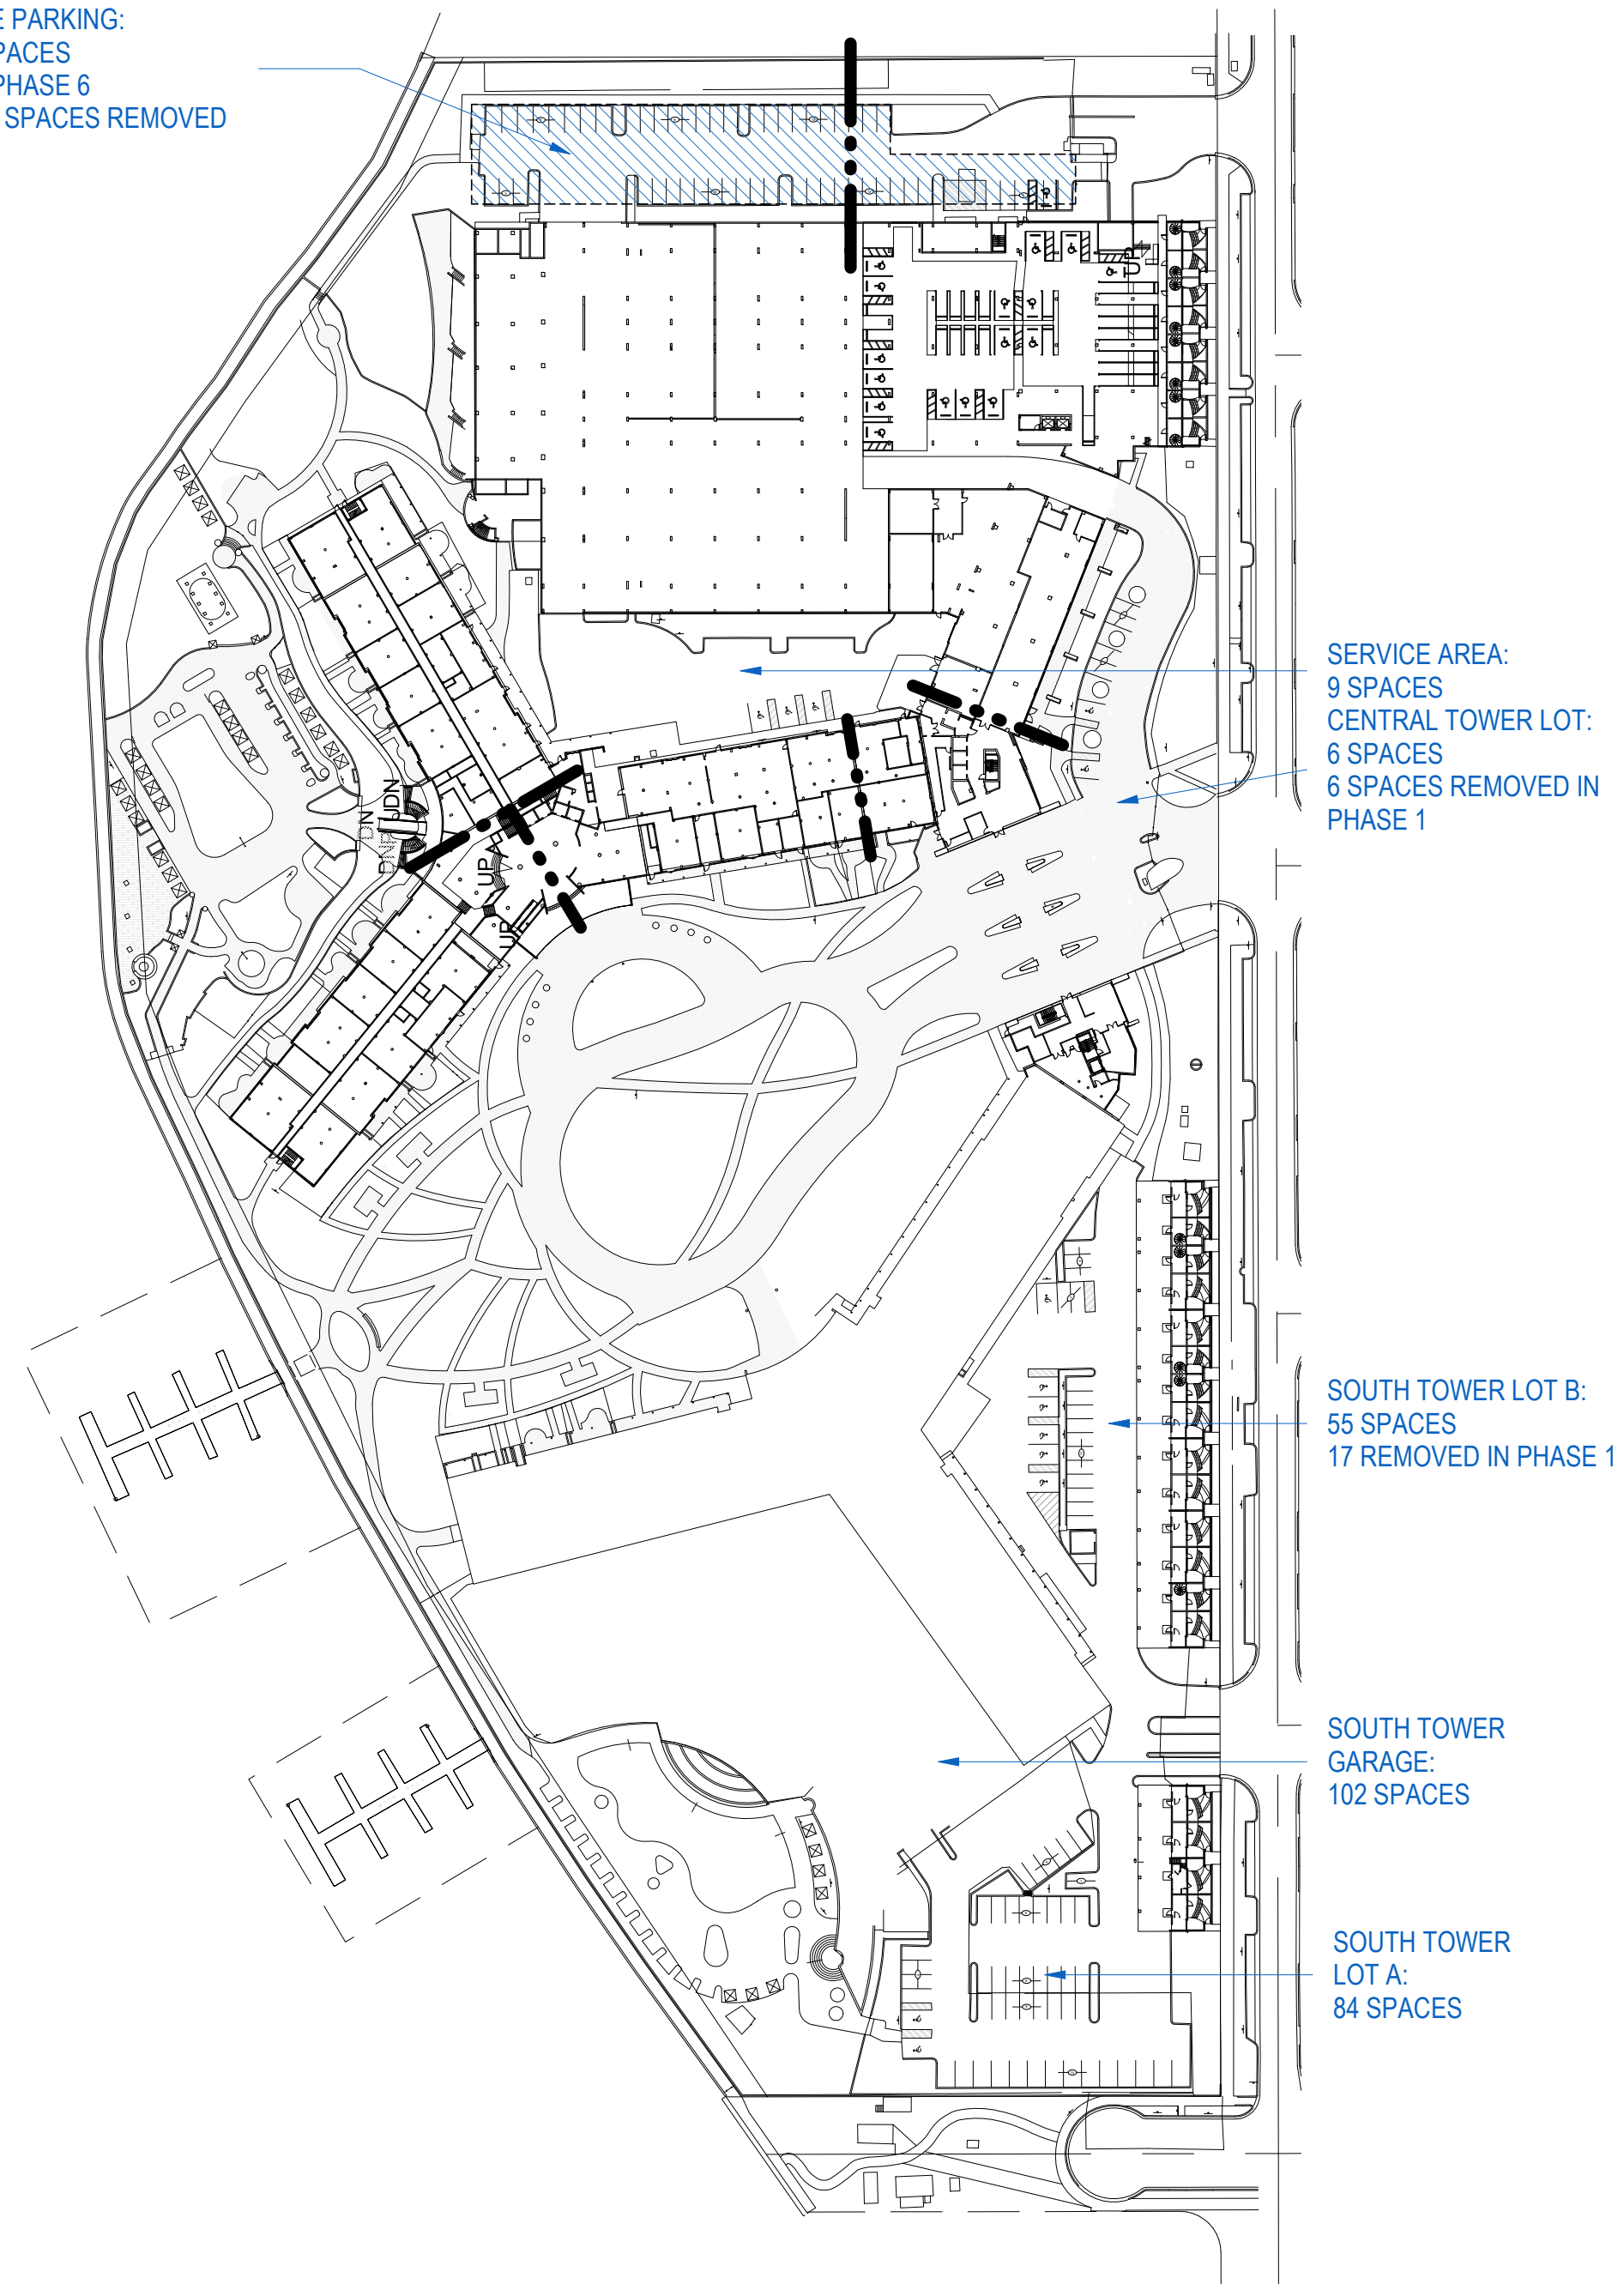 PARKING:
PHASE 6
SPACES REMOVED
UP
SERVICE AREA:
9 SPACES
CENTRAL TOWER LOT:
6 SPACES
6 SPACES REMOVED IN
PHASE 1
DN
UP
UP
SOUTH TOWER LOT B:
55 SPACES
17 REMOVED IN PHASE 1
SOUTH TOWER
GARAGE:
102 SPACES
SOUTH TOWER
LOT A:
84 SPACES